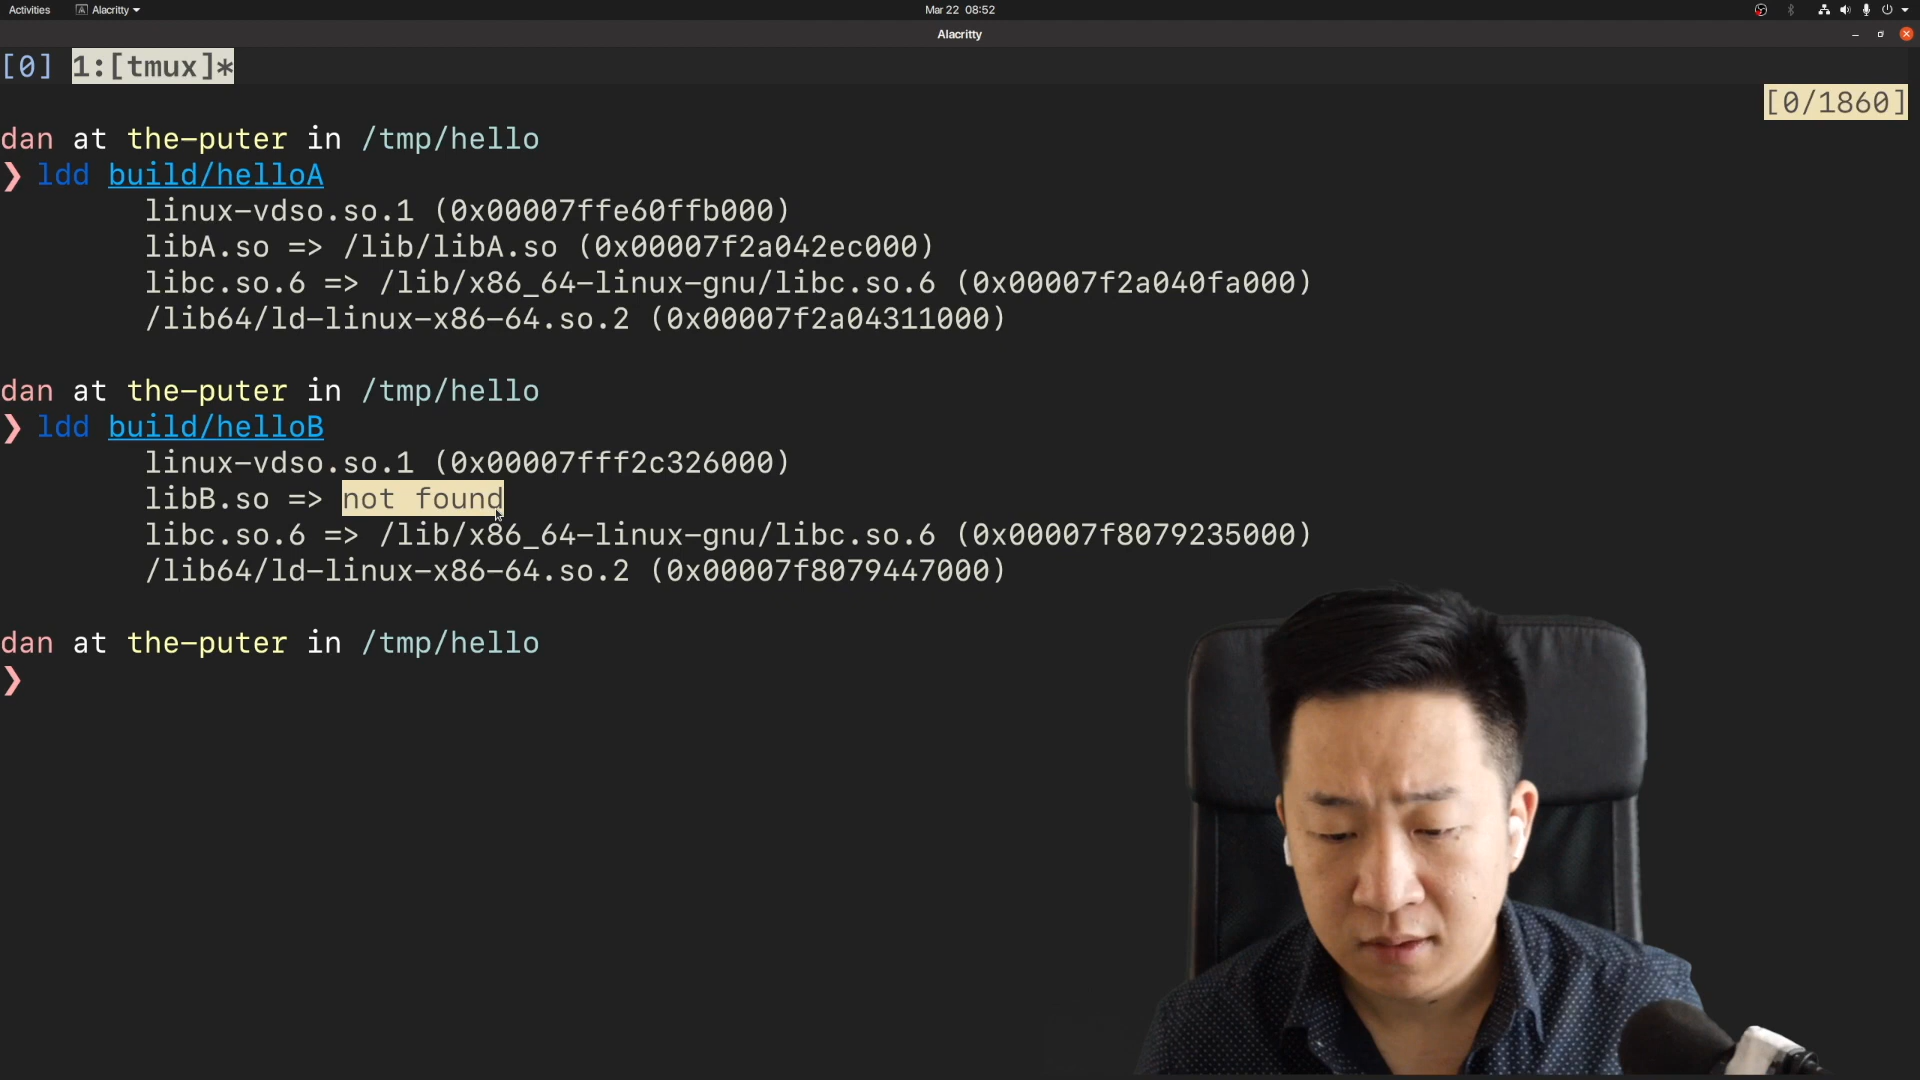 Activities Alacritty Mar 22 08:52
Alacritty
[0] 1:[tmux]*
[0/1860]
dan at the-puter in /tmp/hello
❯ ldd build/helloA
linux-vdso.so.1 (0x00007ffe60ffb000)
libA.so => /lib/libA.so (0x00007f2a042ec000)
libc.so.6 => /lib/x86_64-linux-gnu/libc.so.6 (0x00007f2a040fa000)
/lib64/ld-linux-x86-64.so.2 (0x00007f2a04311000)
dan at the-puter in /tmp/hello
❯ ldd build/helloB
linux-vdso.so.1 (0x00007fff2c326000)
libB.so => not found
libc.so.6 => /lib/x86_64-linux-gnu/libc.so.6 (0x00007f8079235000)
/lib64/ld-linux-x86-64.so.2 (0x00007f8079447000)
dan at the-puter in /tmp/hello
❯